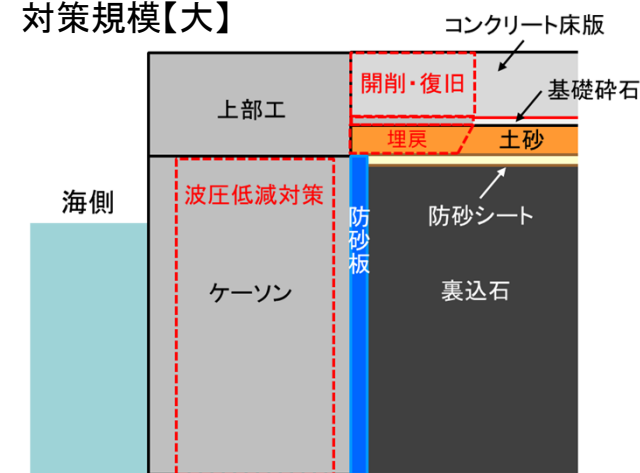 対策規模【大】
コンクリート床版
開削・復旧
基礎砕石
上部工
埋戻
土砂
波圧低減対策
海側
防砂板
防砂シート
ケーソン
裏込石